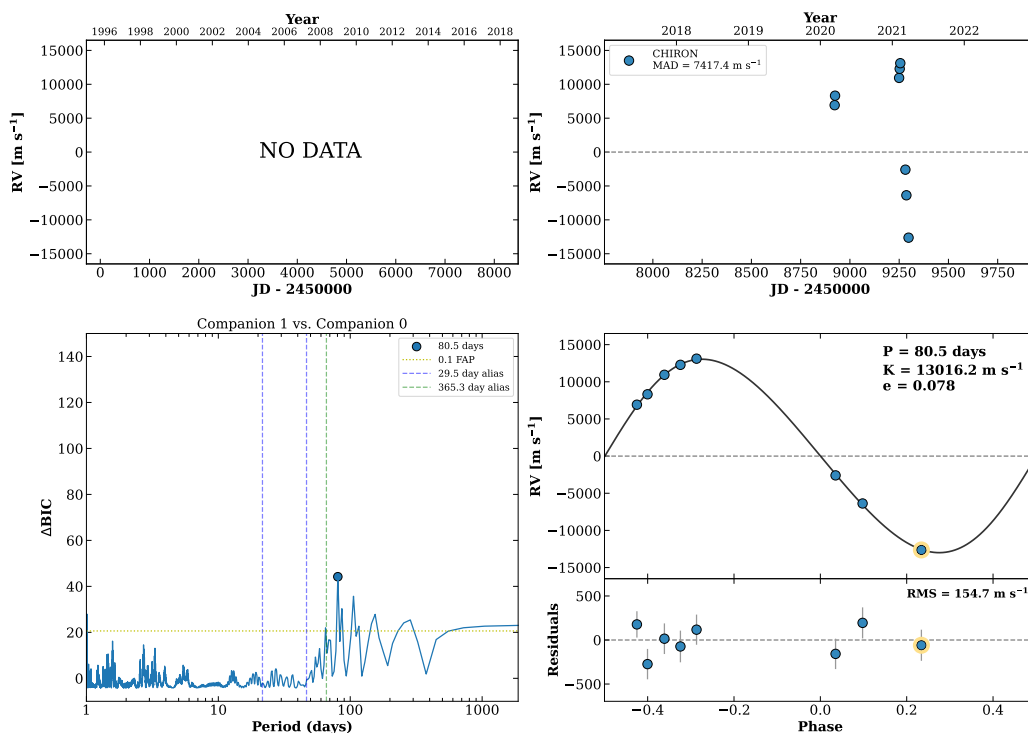 Year
1996 1998 2000 2002 2004 2006 2008 2010 2012 2014 2016 2018
15000
10000
5000
0
−5000
−10000
−15000
RV [m s⁻¹]
NO DATA
0 1000 2000 3000 4000 5000 6000 7000 8000
JD - 2450000
Year
2018 2019 2020 2021 2022
15000
10000
5000
0
−5000
−10000
−15000
RV [m s⁻¹]
CHIRON
MAD = 7417.4 m s⁻¹
8000 8250 8500 8750 9000 9250 9500 9750
JD - 2450000
Companion 1 vs. Companion 0
140
120
100
80
60
40
20
0
ΔBIC
80.5 days
0.1 FAP
29.5 day alias
365.3 day alias
1 10 100 1000
Period (days)
15000
10000
5000
0
−5000
−10000
−15000
RV [m s⁻¹]
P = 80.5 days
K = 13016.2 m s⁻¹
e = 0.078
500
0
−500
Residuals
RMS = 154.7 m s⁻¹
−0.4 −0.2 0.0 0.2 0.4
Phase